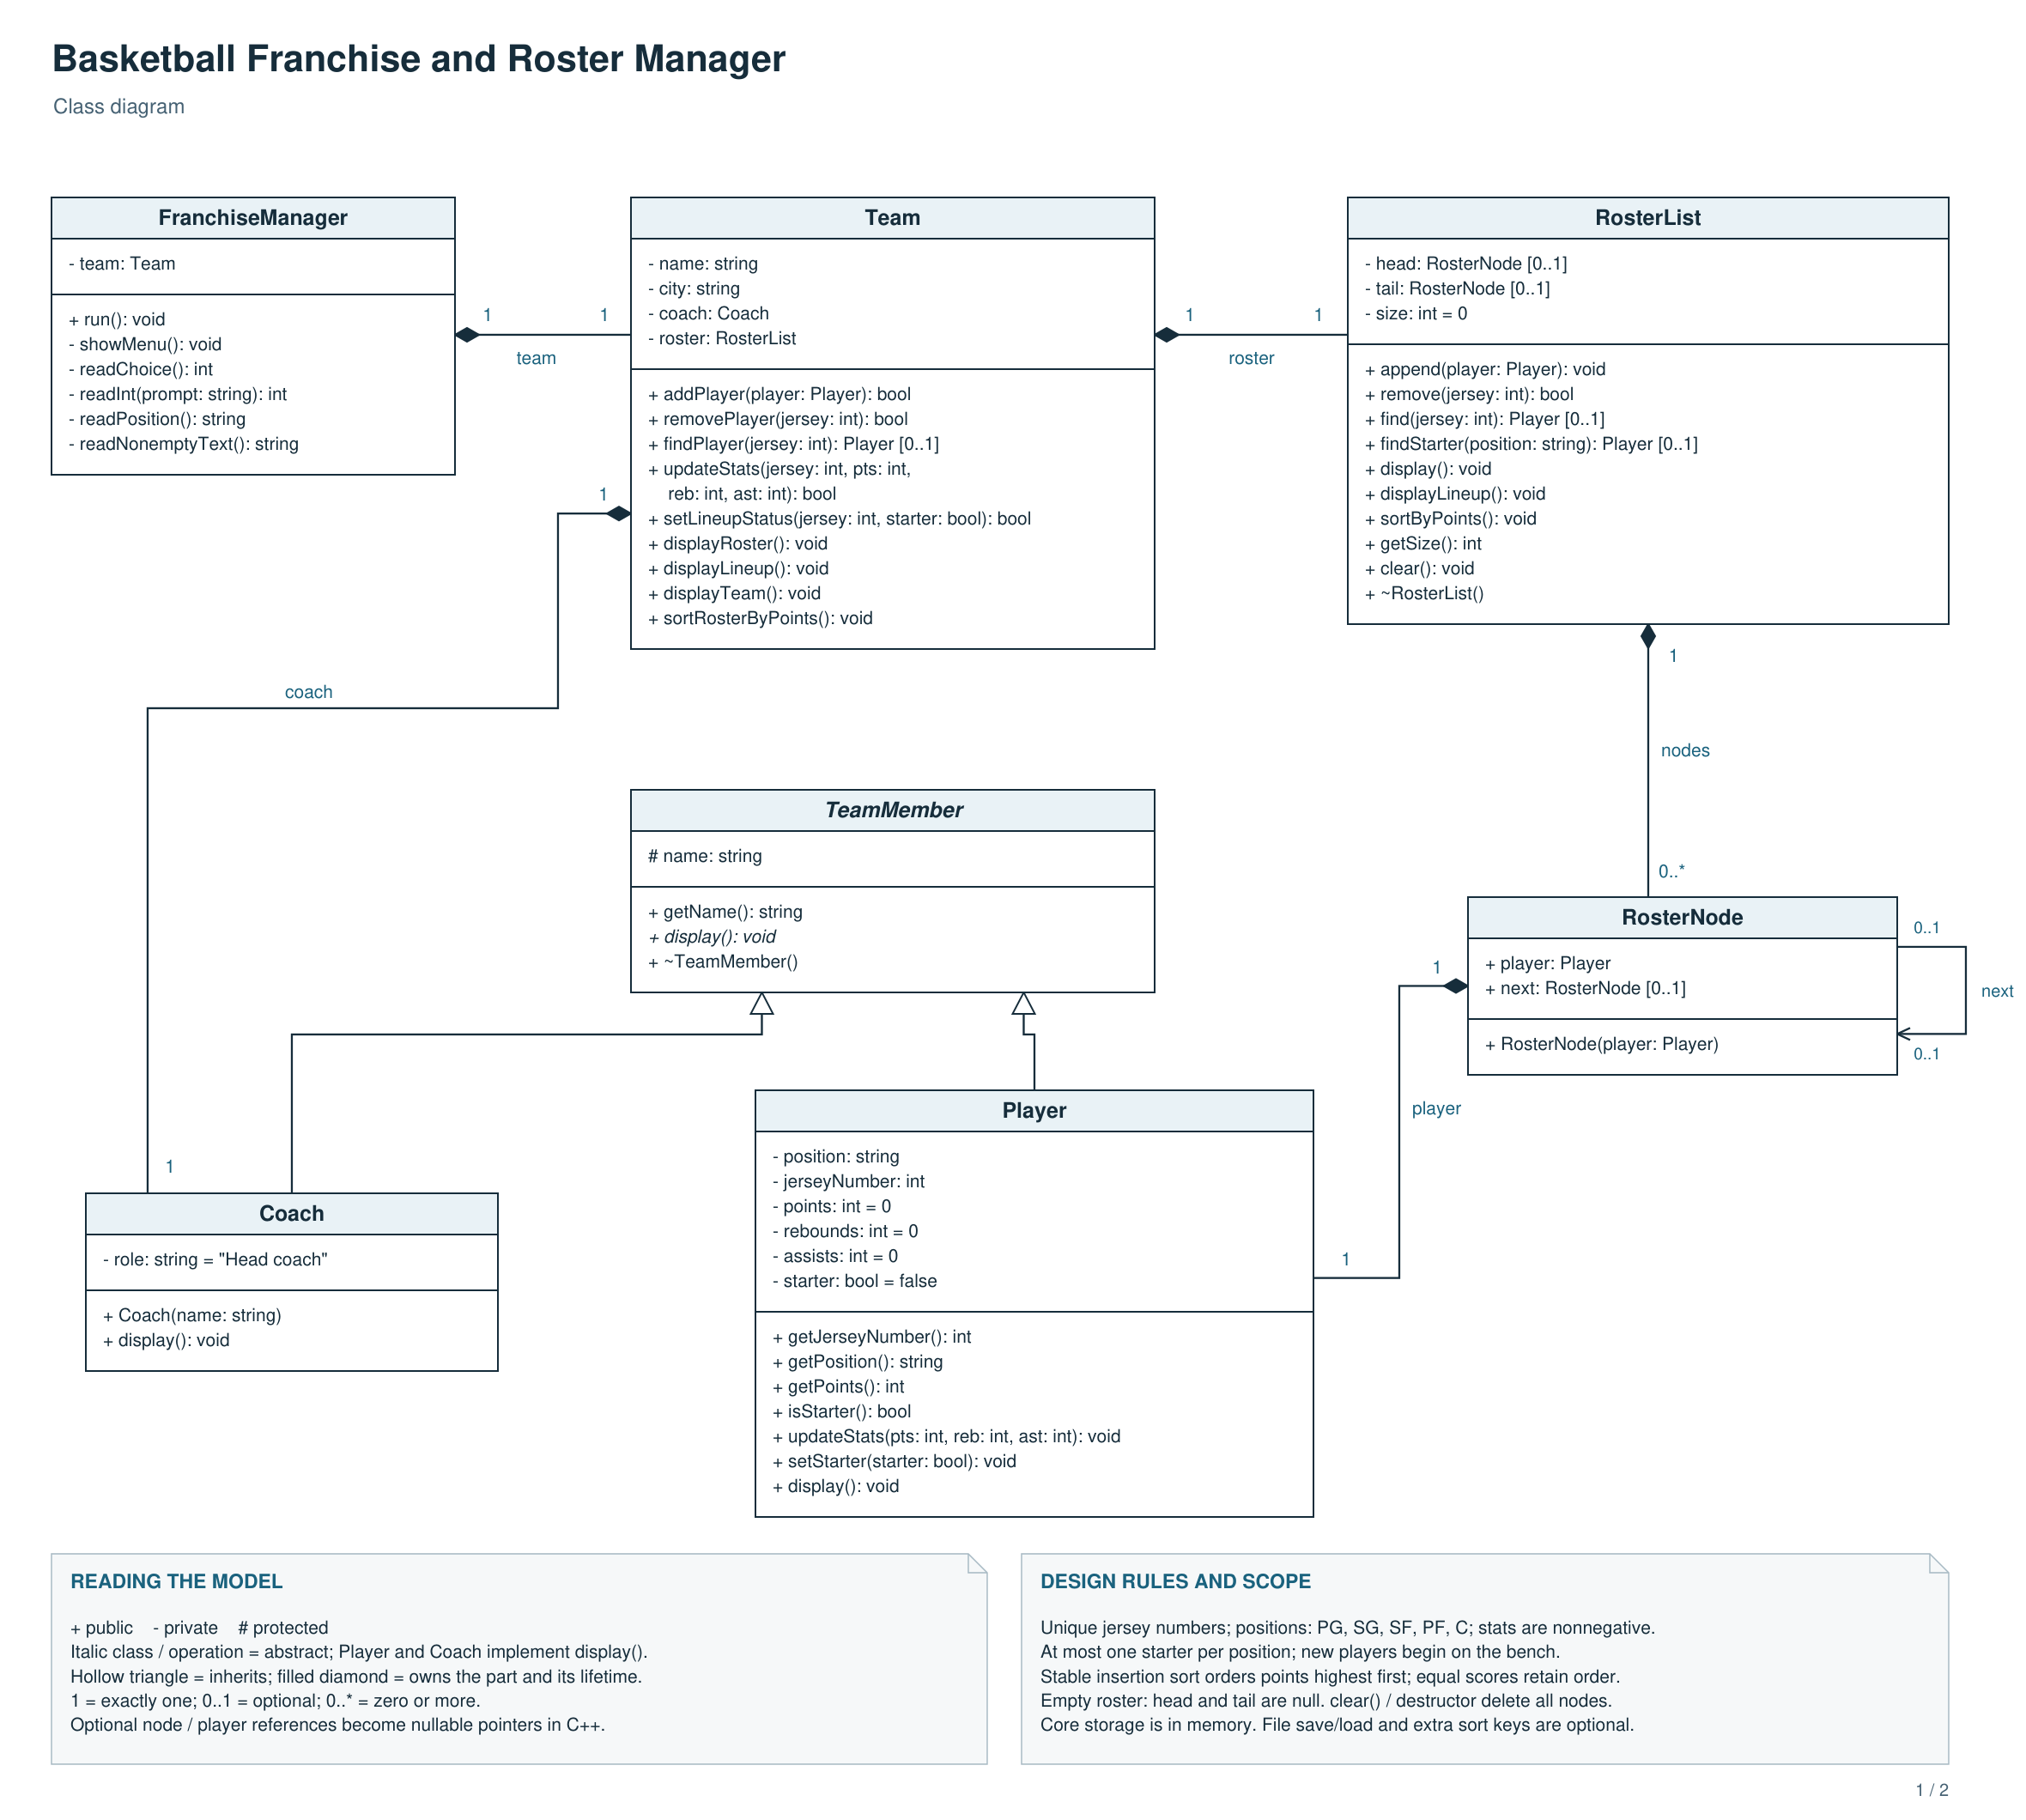 Basketball Franchise and Roster Manager
Class diagram
FranchiseManager
- team: Team
+ run(): void
- showMenu(): void
- readChoice(): int
- readInt(prompt: string): int
- readPosition(): string
- readNonemptyText(): string
1
1
team
Team
- name: string
- city: string
- coach: Coach
- roster: RosterList
+ addPlayer(player: Player): bool
+ removePlayer(jersey: int): bool
+ findPlayer(jersey: int): Player [0..1]
+ updateStats(jersey: int, pts: int,
reb: int, ast: int): bool
+ setLineupStatus(jersey: int, starter: bool): bool
+ displayRoster(): void
+ displayLineup(): void
+ displayTeam(): void
+ sortRosterByPoints(): void
1
1
roster
RosterList
- head: RosterNode [0..1]
- tail: RosterNode [0..1]
- size: int = 0
+ append(player: Player): void
+ remove(jersey: int): bool
+ find(jersey: int): Player [0..1]
+ findStarter(position: string): Player [0..1]
+ display(): void
+ displayLineup(): void
+ sortByPoints(): void
+ getSize(): int
+ clear(): void
+ ~RosterList()
1
coach
1
1
nodes
0..*
TeamMember
# name: string
+ getName(): string
+ display(): void
+ ~TeamMember()
RosterNode
+ player: Player
+ next: RosterNode [0..1]
+ RosterNode(player: Player)
0..1
next
0..1
1
player
1
Player
- position: string
- jerseyNumber: int
- points: int = 0
- rebounds: int = 0
- assists: int = 0
- starter: bool = false
+ getJerseyNumber(): int
+ getPosition(): string
+ getPoints(): int
+ isStarter(): bool
+ updateStats(pts: int, reb: int, ast: int): void
+ setStarter(starter: bool): void
+ display(): void
Coach
- role: string = "Head coach"
+ Coach(name: string)
+ display(): void
READING THE MODEL
+ public - private # protected
Italic class / operation = abstract; Player and Coach implement display().
Hollow triangle = inherits; filled diamond = owns the part and its lifetime.
1 = exactly one; 0..1 = optional; 0..* = zero or more.
Optional node / player references become nullable pointers in C++.
DESIGN RULES AND SCOPE
Unique jersey numbers; positions: PG, SG, SF, PF, C; stats are nonnegative.
At most one starter per position; new players begin on the bench.
Stable insertion sort orders points highest first; equal scores retain order.
Empty roster: head and tail are null. clear() / destructor delete all nodes.
Core storage is in memory. File save/load and extra sort keys are optional.
1 / 2